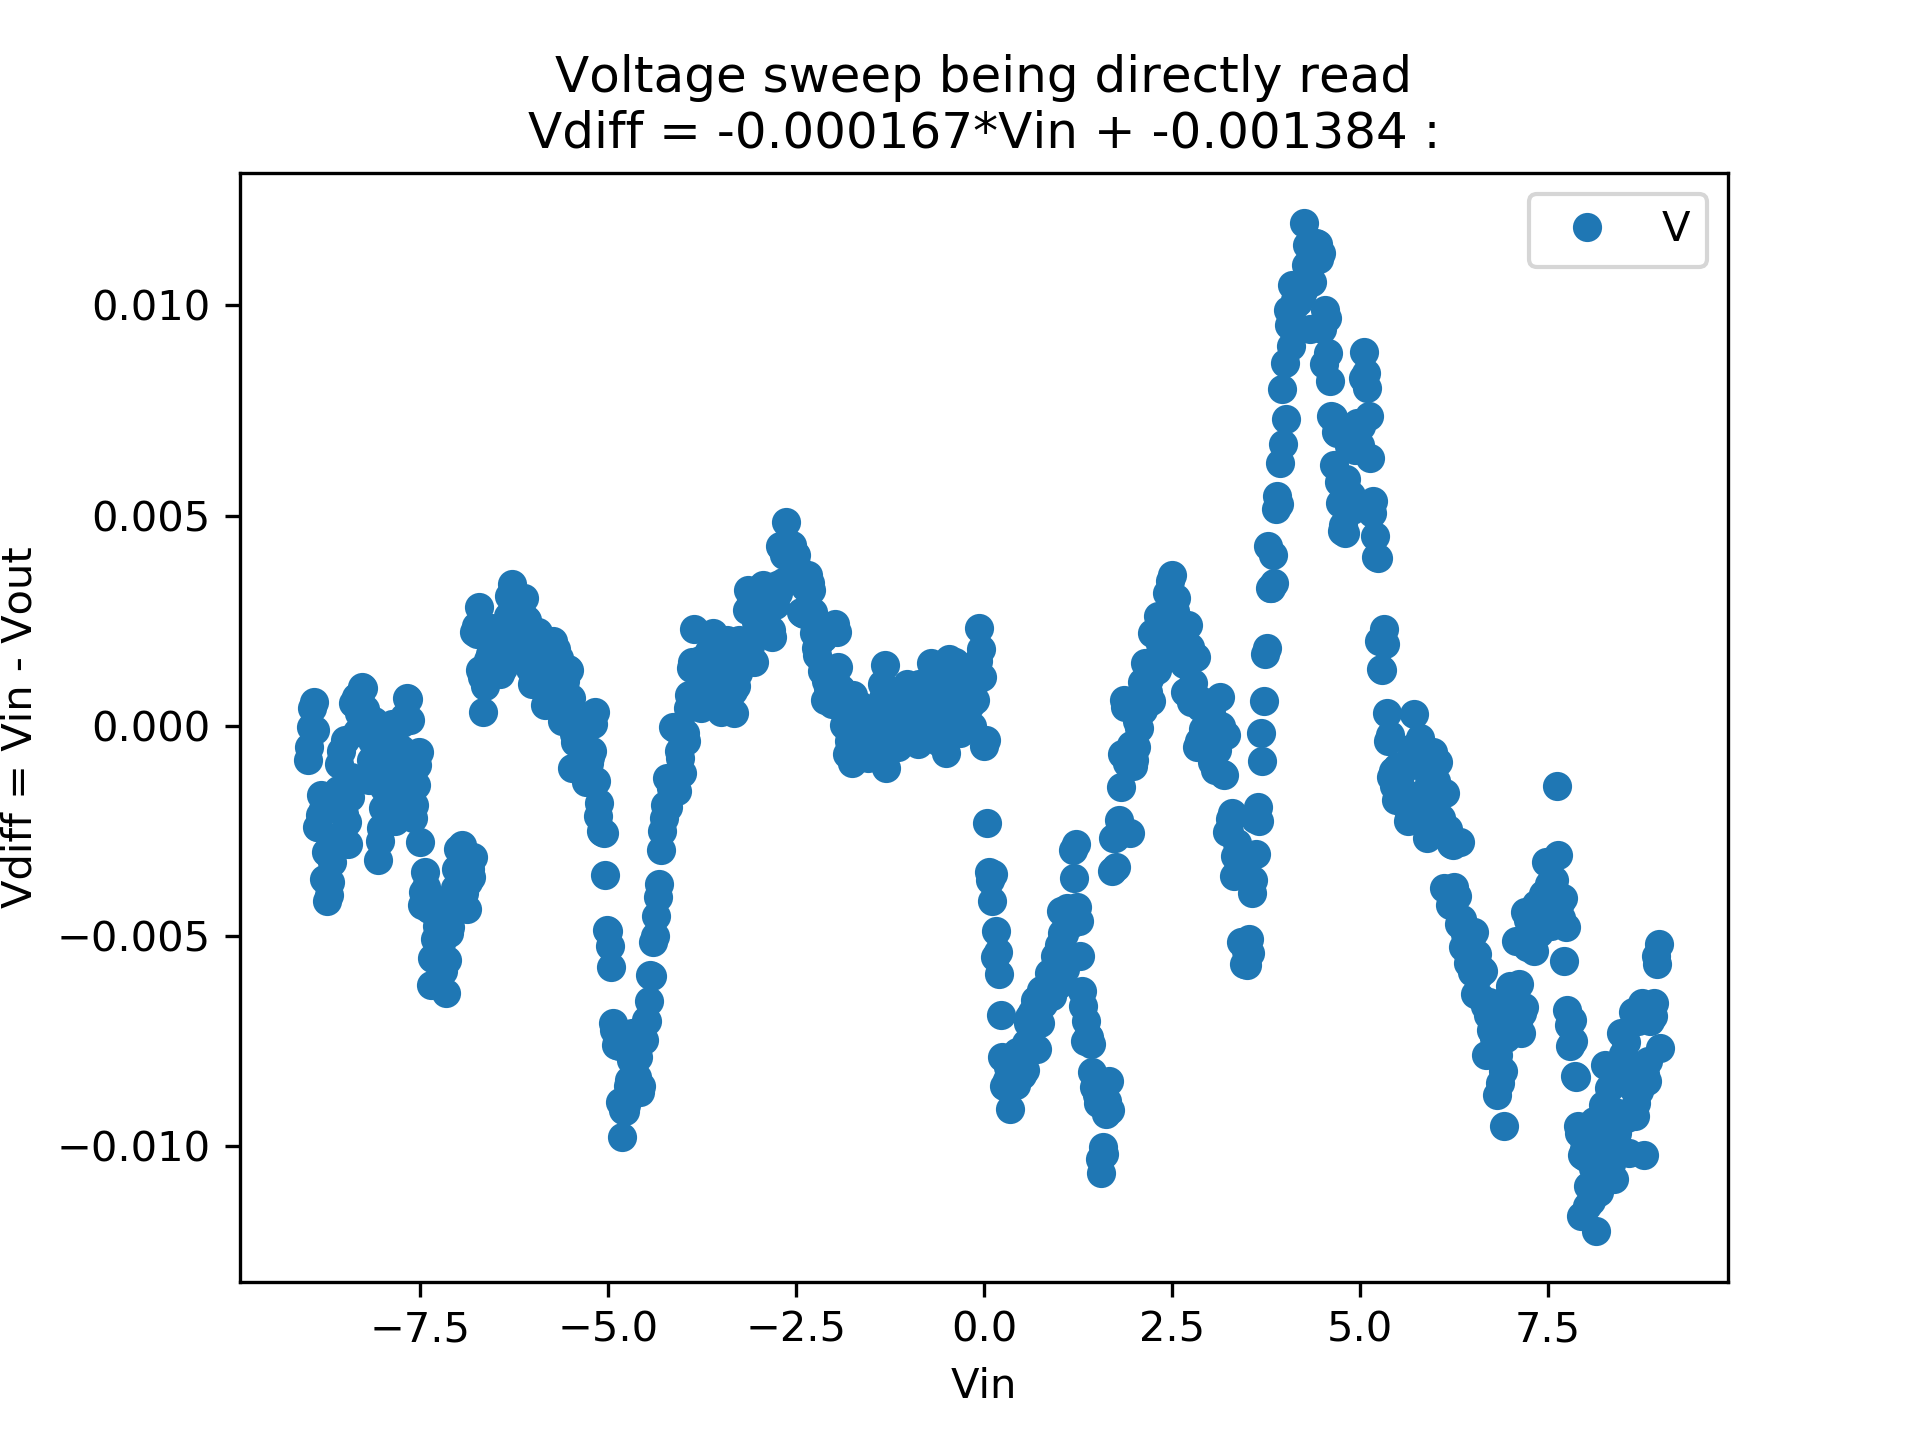 Voltage sweep being directly read
Vdiff = -0.000167*Vin + -0.001384 :
V
0.010
0.005
0.000
−0.005
−0.010
Vdiff = Vin - Vout
−7.5
−5.0
−2.5
0.0
2.5
5.0
7.5
Vin